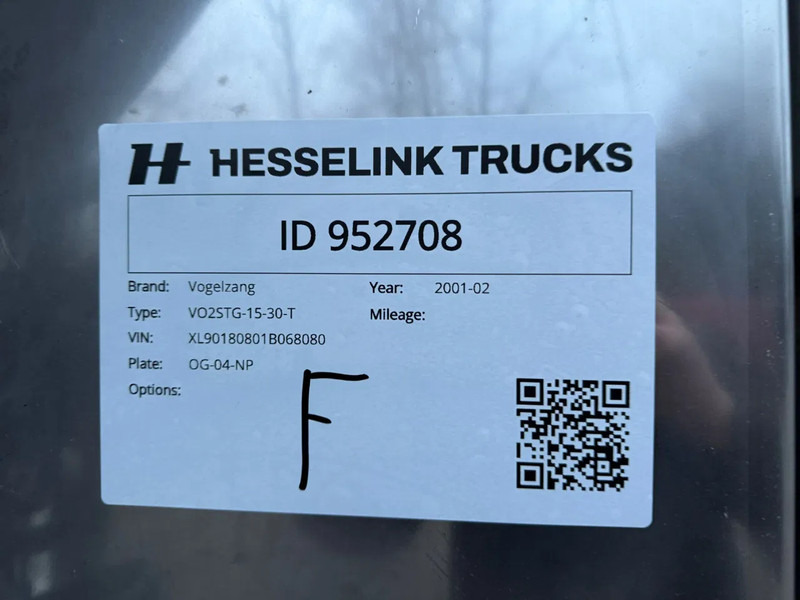 H HESSELINK TRUCKS
ID 952708
Brand: Vogelzang Year: 2001-02
Type: VO2STG-15-30-T Mileage:
VIN: XL90180801B068080
Plate: OG-04-NP
Options:
F